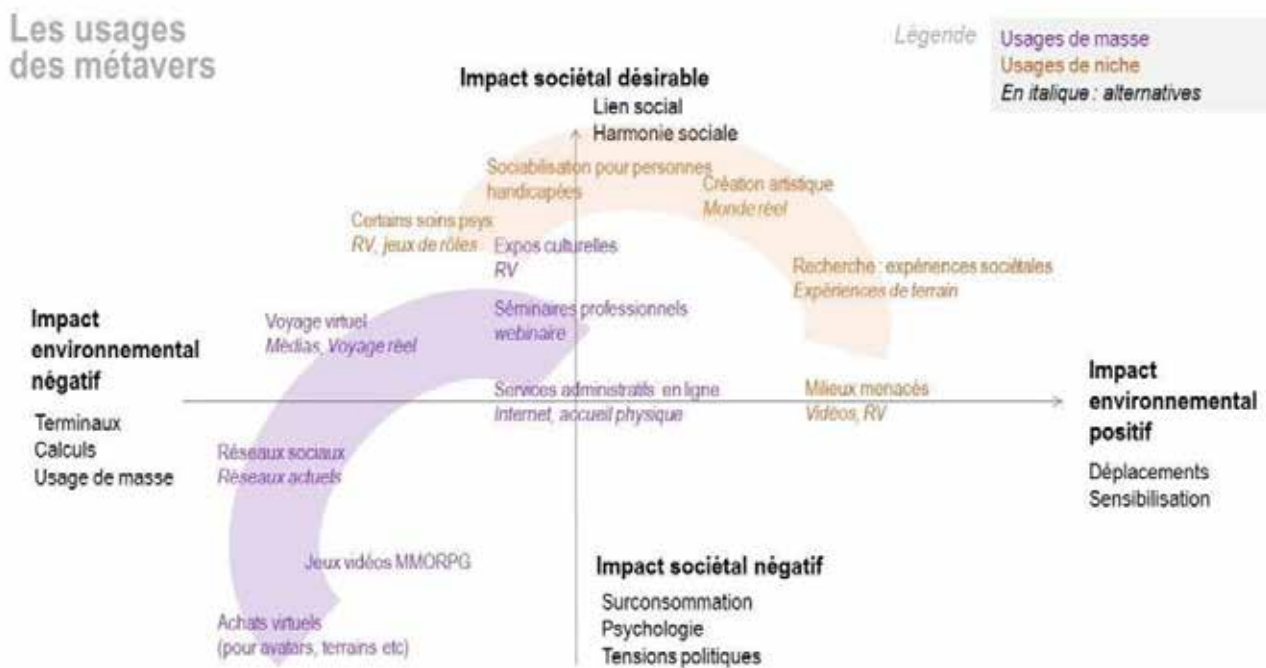 Les usages
des métavers
Légende
Usages de masse
Usages de niche
En italique : alternatives
Impact sociétal désirable
Lien social
Harmonie sociale
Sociabilisation pour personnes
handicapées
Création artistique
Monde réel
Certains soins psys
RV, jeux de rôles
Expos culturelles
RV
Recherche : expériences sociétales
Expériences de terrain
Séminaires professionnels
webinaire
Voyage virtuel
Médias, Voyage réel
Impact
environnemental
négatif
Terminaux
Calculs
Usage de masse
Services administratifs en ligne
Internet, accueil physique
Milieux menacés
Vidéos, RV
Impact
environnemental
positif
Déplacements
Sensibilisation
Réseaux sociaux
Réseaux actuels
Jeux vidéos MMORPG
Impact sociétal négatif
Surconsommation
Psychologie
Tensions politiques
Achats virtuels
(pour avatars, terrains etc)